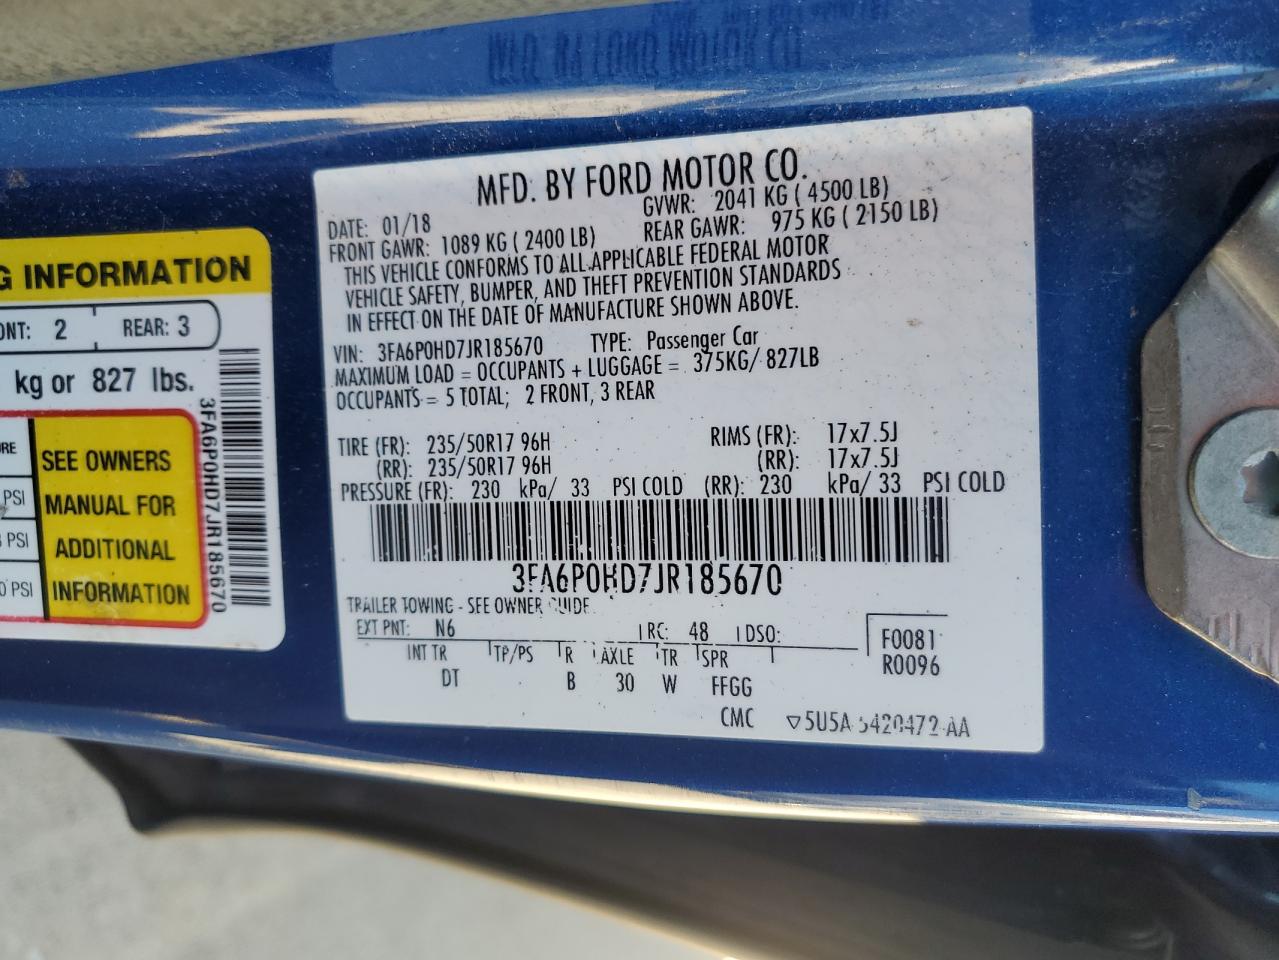 MFD. BY FORD MOTOR CO.
DATE: 01/18 GVWR: 2041 KG ( 4500 LB)
FRONT GAWR: 1089 KG ( 2400 LB) REAR GAWR: 975 KG ( 2150 LB)
THIS VEHICLE CONFORMS TO ALL APPLICABLE FEDERAL MOTOR
VEHICLE SAFETY, BUMPER, AND THEFT PREVENTION STANDARDS
IN EFFECT ON THE DATE OF MANUFACTURE SHOWN ABOVE.
VIN: 3FA6P0HD7JR185670 TYPE: Passenger Car
MAXIMUM LOAD = OCCUPANTS + LUGGAGE = 375KG/ 827LB
OCCUPANTS = 5 TOTAL; 2 FRONT, 3 REAR
TIRE (FR): 235/50R17 96H RIMS (FR): 17x7.5J
(RR): 235/50R17 96H (RR): 17x7.5J
PRESSURE (FR): 230 kPa/ 33 PSI COLD (RR): 230 kPa/ 33 PSI COLD
3FA6P0HD7JR185670
TRAILER TOWING - SEE OWNER GUIDE
EXT PNT: N6 RC: 48 DSO:
F0081
R0096
INT TR TP/PS R AXLE TR SPR
DT B 30 W FFGG
CMC ▽5U5A AA
INFORMATION
2 REAR: 3
kg or 827 lbs.
PSI
PSI
PSI
SEE OWNERS
MANUAL FOR
ADDITIONAL
INFORMATION
3FA6P0HD7JR185670